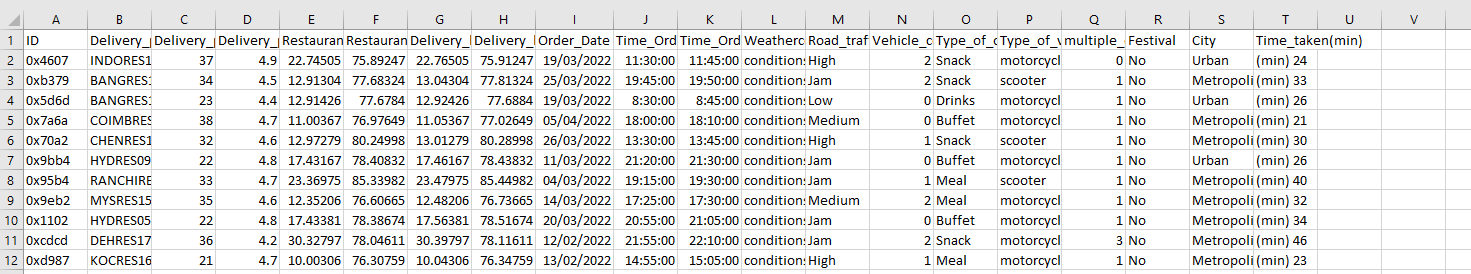 A B C D E F G H I J K L M N O P Q R S T U V
1 ID Delivery_ Delivery_ Delivery_ Restauran Restauran Delivery_l Delivery_l Order_Date Time_Ord Time_Ord Weatherc Road_traf Vehicle_c Type_of_o Type_of_v multiple_ Festival City Time_taken(min)
2 0x4607 INDORES1 37 4.9 22.74505 75.89247 22.76505 75.91247 19/03/2022 11:30:00 11:45:00 conditions High 2 Snack motorcycl 0 No Urban (min) 24
3 0xb379 BANGRES1 34 4.5 12.91304 77.68324 13.04304 77.81324 25/03/2022 19:45:00 19:50:00 conditions Jam 2 Snack scooter 1 No Metropoli (min) 33
4 0x5d6d BANGRES1 23 4.4 12.91426 77.6784 12.92426 77.6884 19/03/2022 8:30:00 8:45:00 conditions Low 0 Drinks motorcycl 1 No Urban (min) 26
5 0x7a6a COIMBRES 38 4.7 11.00367 76.97649 11.05367 77.02649 05/04/2022 18:00:00 18:10:00 conditions Medium 0 Buffet motorcycl 1 No Metropoli (min) 21
6 0x70a2 CHENRES1 32 4.6 12.97279 80.24998 13.01279 80.28998 26/03/2022 13:30:00 13:45:00 conditions High 1 Snack scooter 1 No Metropoli (min) 30
7 0x9bb4 HYDRES09 22 4.8 17.43167 78.40832 17.46167 78.43832 11/03/2022 21:20:00 21:30:00 conditions Jam 0 Buffet motorcycl 1 No Urban (min) 26
8 0x95b4 RANCHIRE 33 4.7 23.36975 85.33982 23.47975 85.44982 04/03/2022 19:15:00 19:30:00 conditions Jam 1 Meal scooter 1 No Metropoli (min) 40
9 0x9eb2 MYSRES15 35 4.6 12.35206 76.60665 12.48206 76.73665 14/03/2022 17:25:00 17:30:00 conditions Medium 2 Meal motorcycl 1 No Metropoli (min) 32
10 0x1102 HYDRES05 22 4.8 17.43381 78.38674 17.56381 78.51674 20/03/2022 20:55:00 21:05:00 conditions Jam 0 Buffet motorcycl 1 No Metropoli (min) 34
11 0xcdcd DEHRES17 36 4.2 30.32797 78.04611 30.39797 78.11611 12/02/2022 21:55:00 22:10:00 conditions Jam 2 Snack motorcycl 3 No Metropoli (min) 46
12 0xd987 KOCRES16 21 4.7 10.00306 76.30759 10.04306 76.34759 13/02/2022 14:55:00 15:05:00 conditions High 1 Meal motorcycl 1 No Metropoli (min) 23